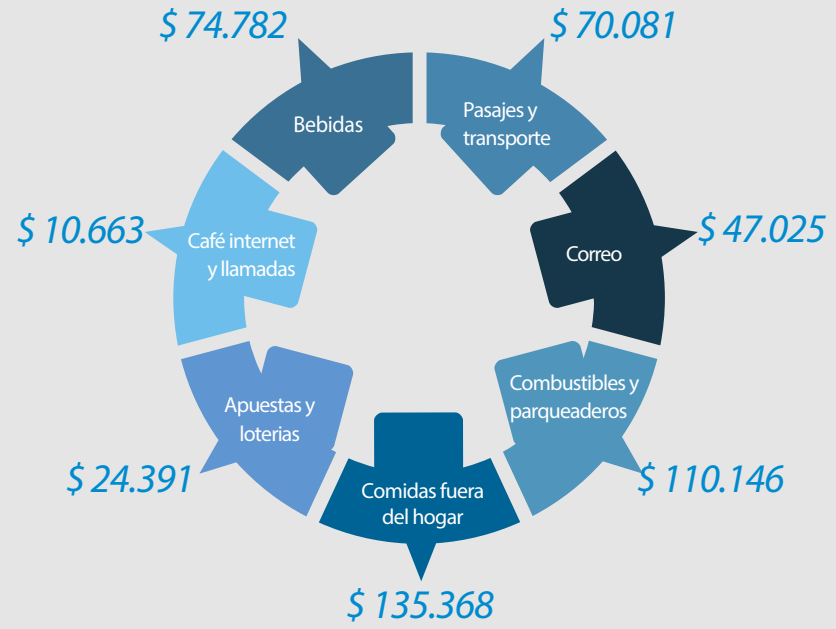 $ 74.782
$ 70.081
Bebidas
Pasajes y
transporte
$ 10.663
Café internet
y llamadas
Correo
$ 47.025
Apuestas y
loterias
$ 24.391
Combustibles y
parqueaderos
$ 110.146
Comidas fuera
del hogar
$ 135.368